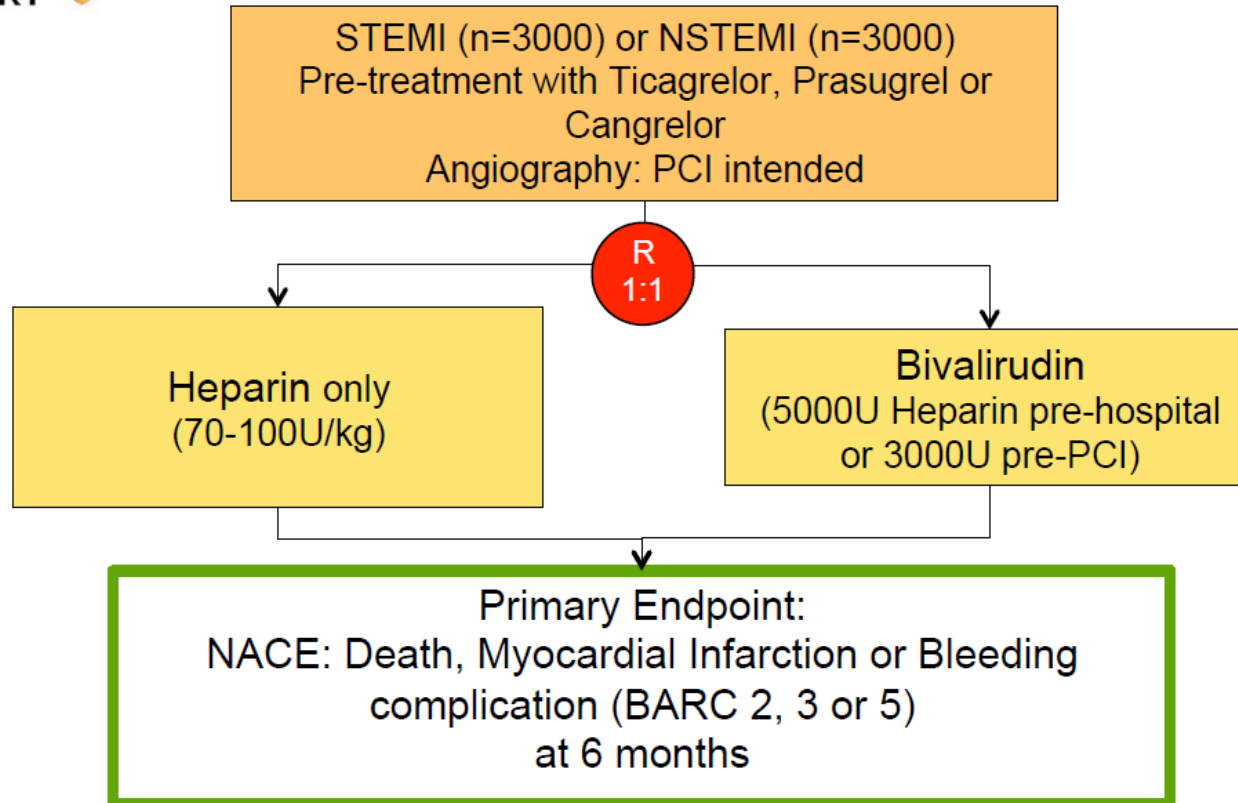 STEMI (n=3000) or NSTEMI (n=3000)
Pre-treatment with Ticagrelor, Prasugrel or
Cangrelor
Angiography: PCI intended
R
1:1
Heparin only
(70-100U/kg)
Bivalirudin
(5000U Heparin pre-hospital
or 3000U pre-PCI)
Primary Endpoint:
NACE: Death, Myocardial Infarction or Bleeding
complication (BARC 2, 3 or 5)
at 6 months